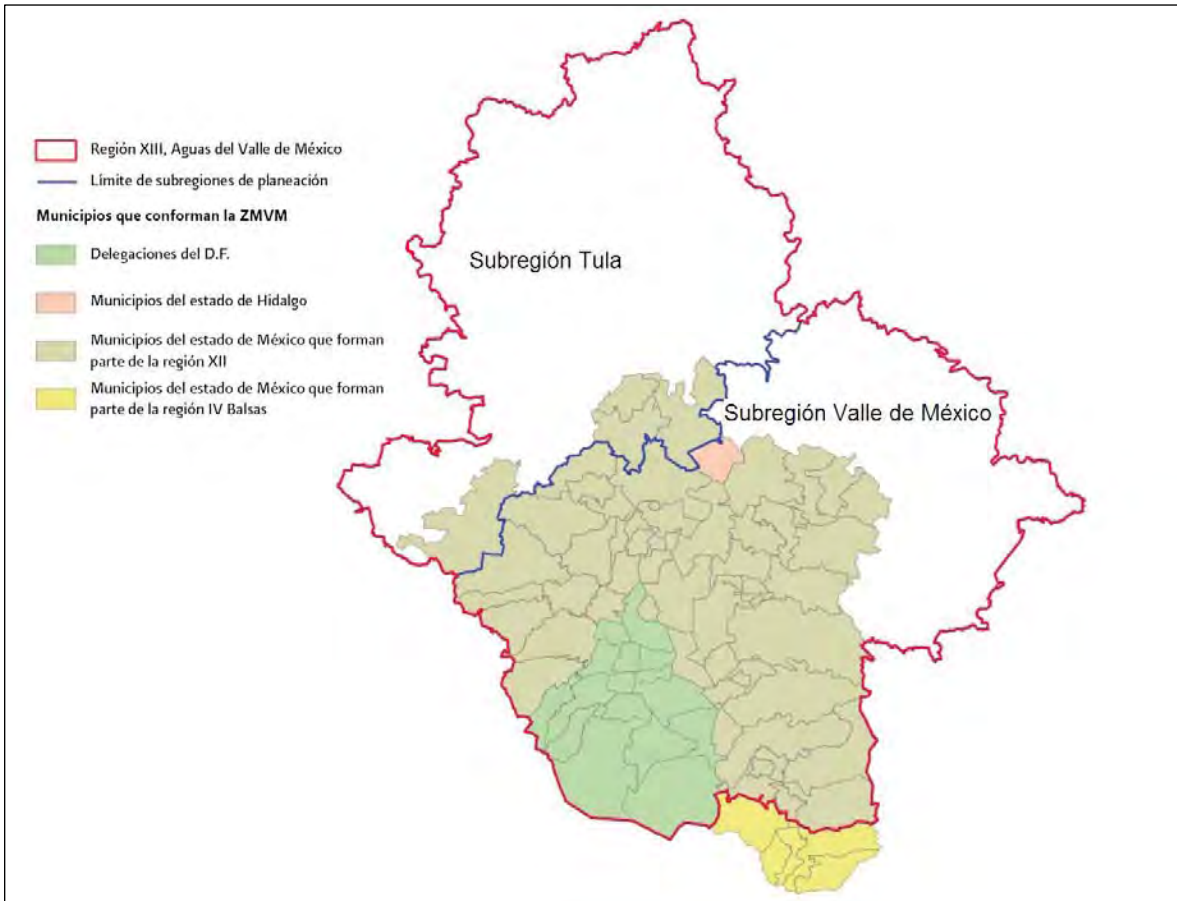 Región XIII, Aguas del Valle de México
Límite de subregiones de planeación
Municipios que conforman la ZMVM
Delegaciones del D.F.
Municipios del estado de Hidalgo
Municipios del estado de México que forman
parte de la región XII
Municipios del estado de México que forman
parte de la región IV Balsas
Subregión Tula
Subregión Valle de México